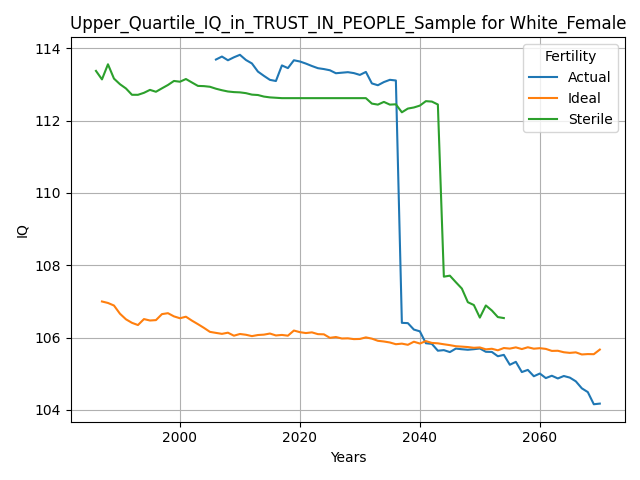 Upper_Quartile_IQ_in_TRUST_IN_PEOPLE_Sample for White_Female
Fertility
Actual
Ideal
Sterile
114
112
110
108
106
104
IQ
2000
2020
2040
2060
Years